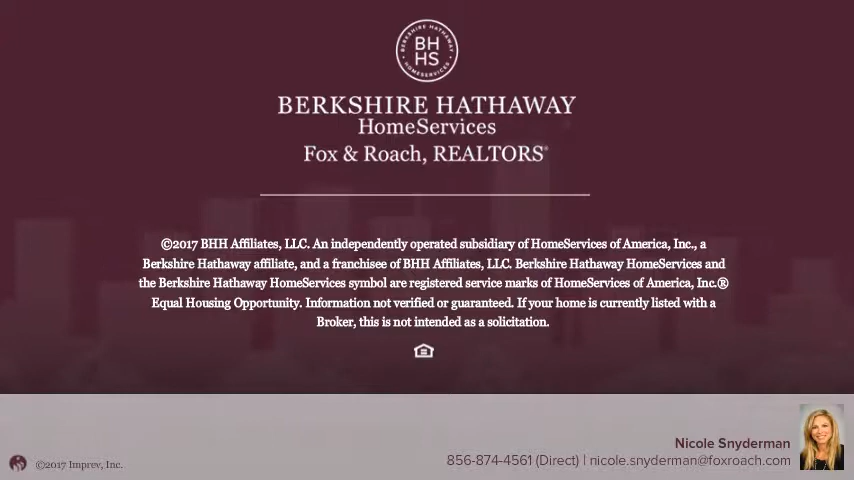 BERKSHIRE HATHAWAY
HOMESERVICES
BH
HS
BERKSHIRE HATHAWAY
HomeServices
Fox & Roach, REALTORS®
©2017 BHH Affiliates, LLC. An independently operated subsidiary of HomeServices of America, Inc., a
Berkshire Hathaway affiliate, and a franchisee of BHH Affiliates, LLC. Berkshire Hathaway HomeServices and
the Berkshire Hathaway HomeServices symbol are registered service marks of HomeServices of America, Inc.®
Equal Housing Opportunity. Information not verified or guaranteed. If your home is currently listed with a
Broker, this is not intended as a solicitation.
Nicole Snyderman
856-874-4561 (Direct) | nicole.snyderman@foxroach.com
©2017 Imprev, Inc.